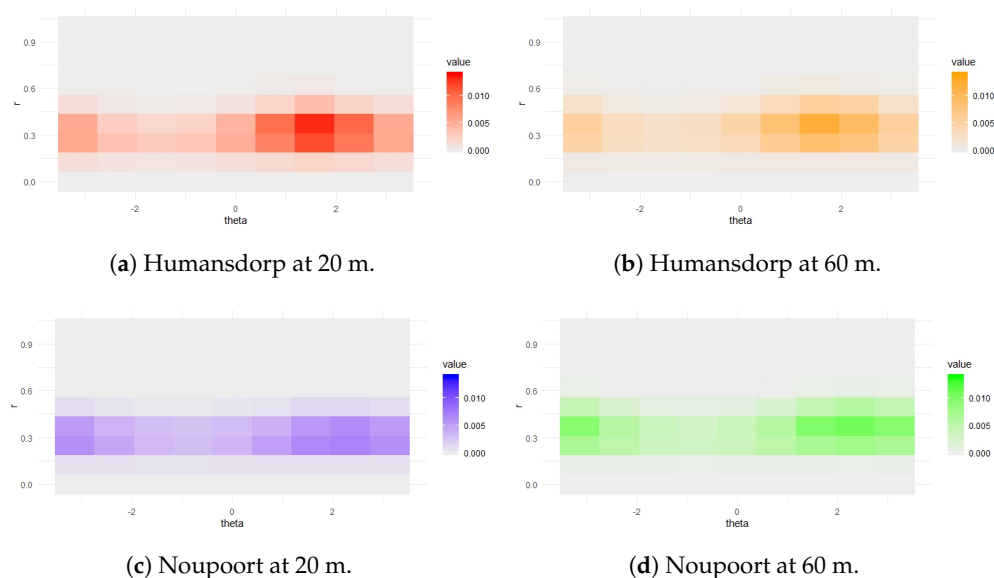 value
0.9
0.6
r
0.3
0.0
0.010
0.005
0.000
-2 0 2
theta
(a) Humansdorp at 20 m.
value
0.9
0.6
r
0.3
0.0
0.010
0.005
0.000
-2 0 2
theta
(b) Humansdorp at 60 m.
value
0.9
0.6
r
0.3
0.0
0.010
0.005
0.000
-2 0 2
theta
(c) Noupoort at 20 m.
value
0.9
0.6
r
0.3
0.0
0.010
0.005
0.000
-2 0 2
theta
(d) Noupoort at 60 m.